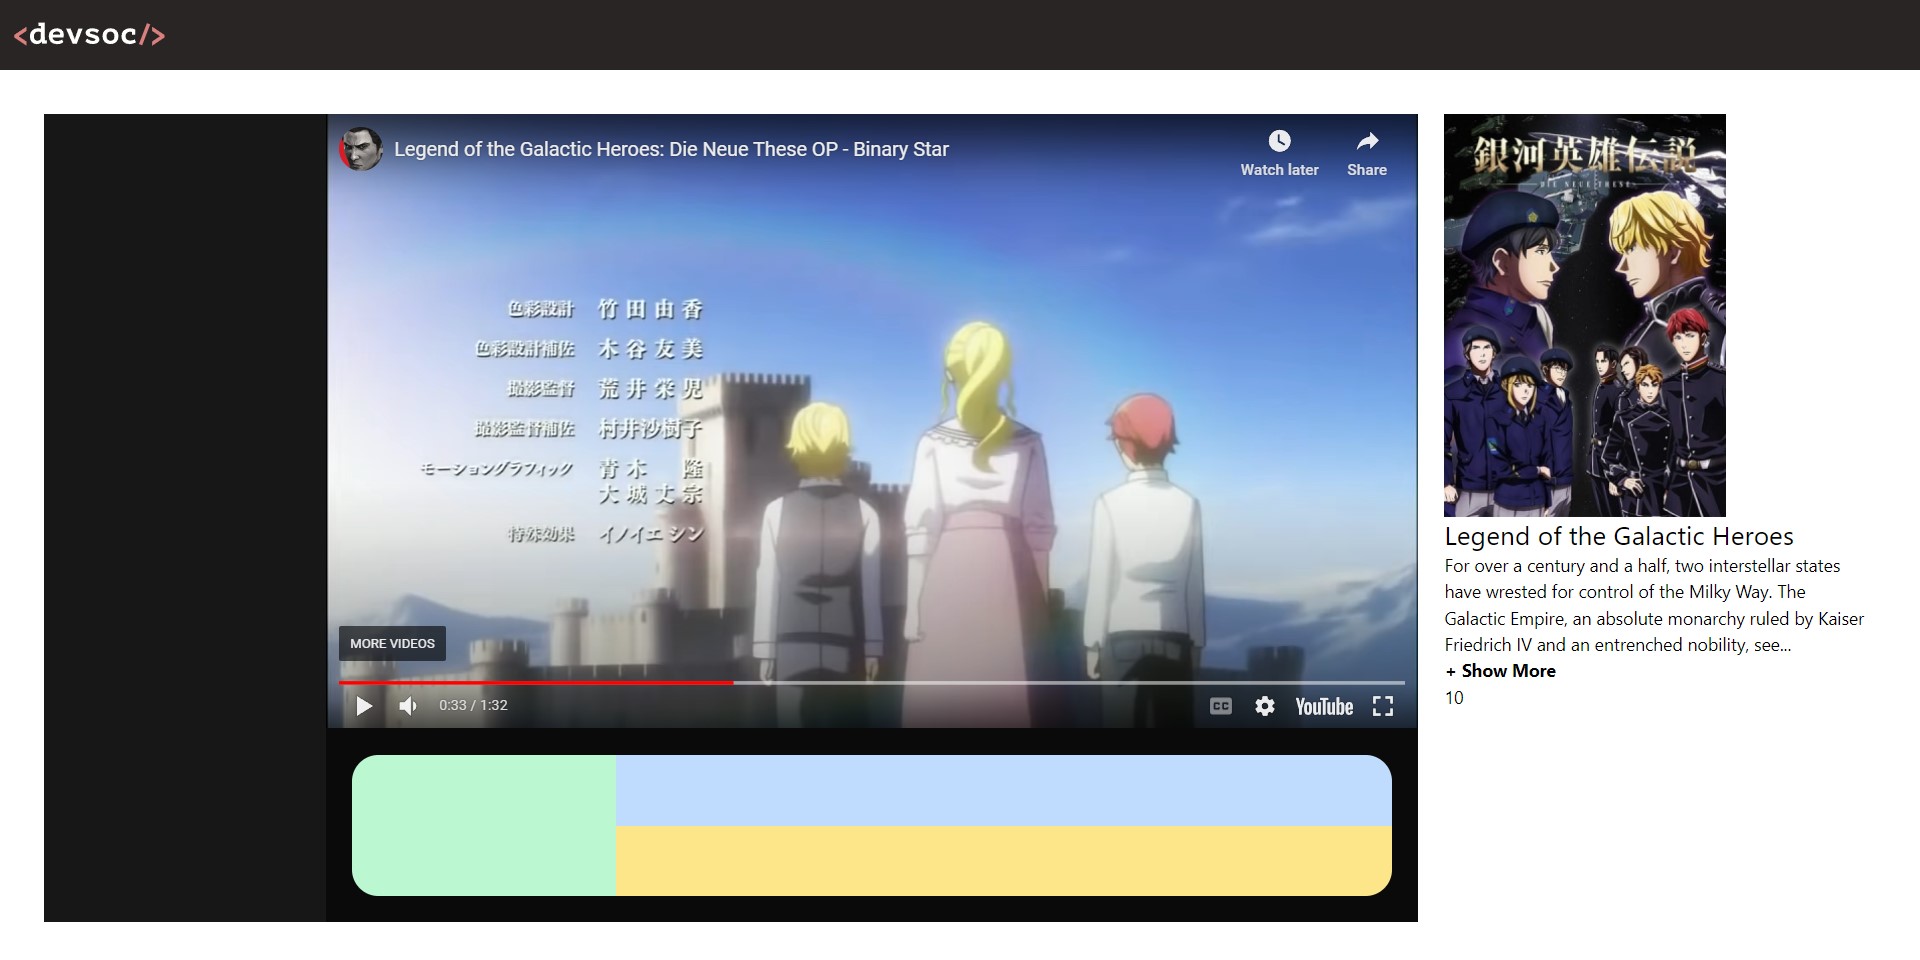 <devsoc/>
Legend of the Galactic Heroes: Die Neue These OP - Binary Star
Watch later
Share
色彩設計 竹田由香
色彩設計補佐 木谷友美
撮影監督 荒井栄児
撮影監督補佐 村井沙樹子
モーショングラフィック 青木 隆
大城丈宗
特殊効果 イノイエシン
MORE VIDEOS
0:33 / 1:32
CC
YouTube
銀河英雄伝説
DIE NEUE THESE
Legend of the Galactic Heroes
For over a century and a half, two interstellar states
have wrested for control of the Milky Way. The
Galactic Empire, an absolute monarchy ruled by Kaiser
Friedrich IV and an entrenched nobility, see...
+ Show More
10